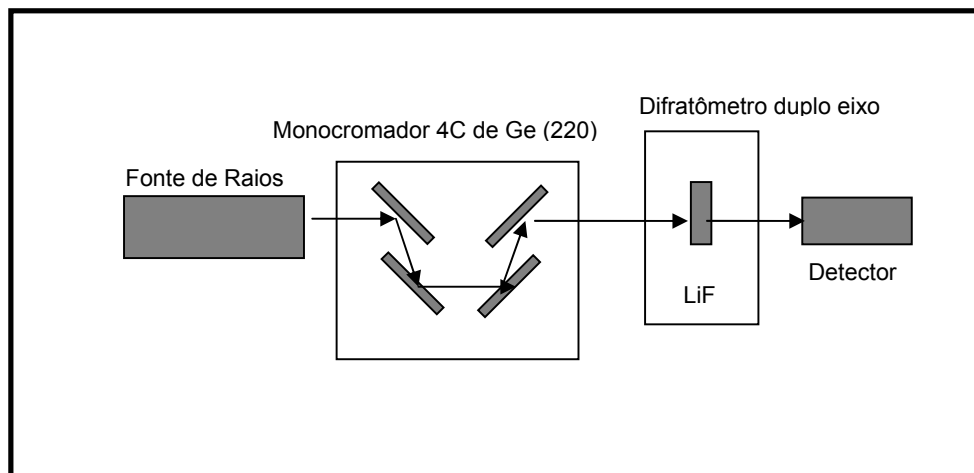 Difratômetro duplo eixo
Monocromador 4C de Ge (220)
Fonte de Raios
Detector
LiF